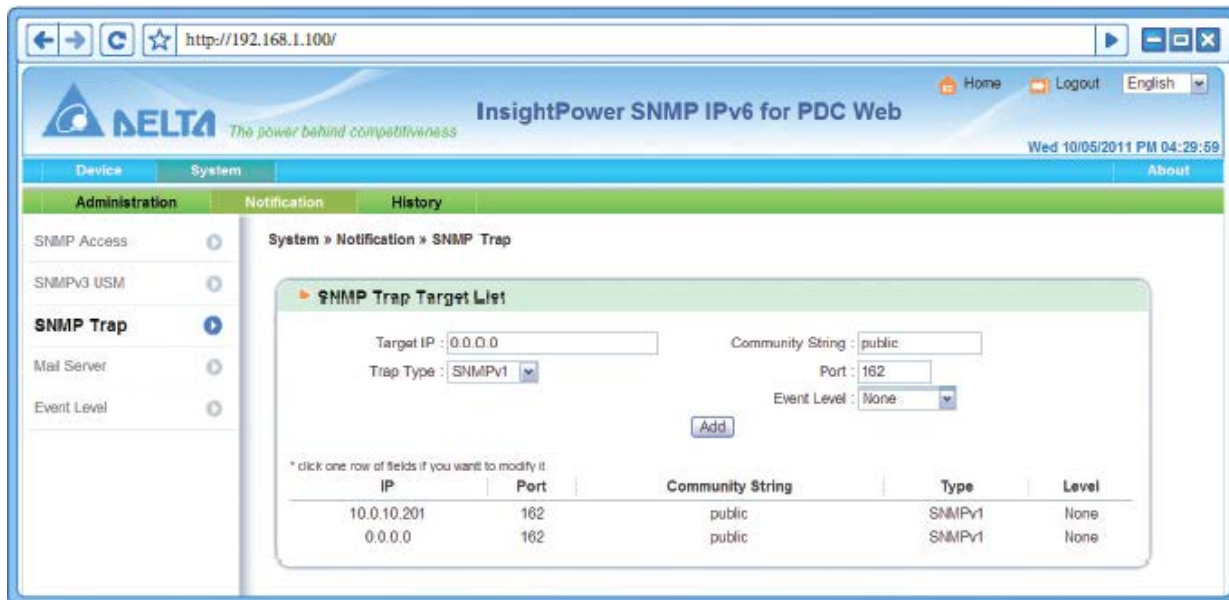 http://192.168.1.100/
Home Logout English
DELTA The power behind competitiveness
InsightPower SNMP IPv6 for PDC Web
Wed 10/05/2011 PM 04:29:59
Device System About
Administration Notification History
SNMP Access
SNMPv3 USM
SNMP Trap
Mail Server
Event Level
System » Notification » SNMP Trap
SNMP Trap Target List
Target IP : 0.0.0.0 Community String : public
Trap Type : SNMPv1 Port : 162
Event Level : None
Add
* click one row of fields if you wantt to modify it
IP Port Community String Type Level
10.0.10.201 162 public SNMPv1 None
0.0.0.0 162 public SNMPv1 None